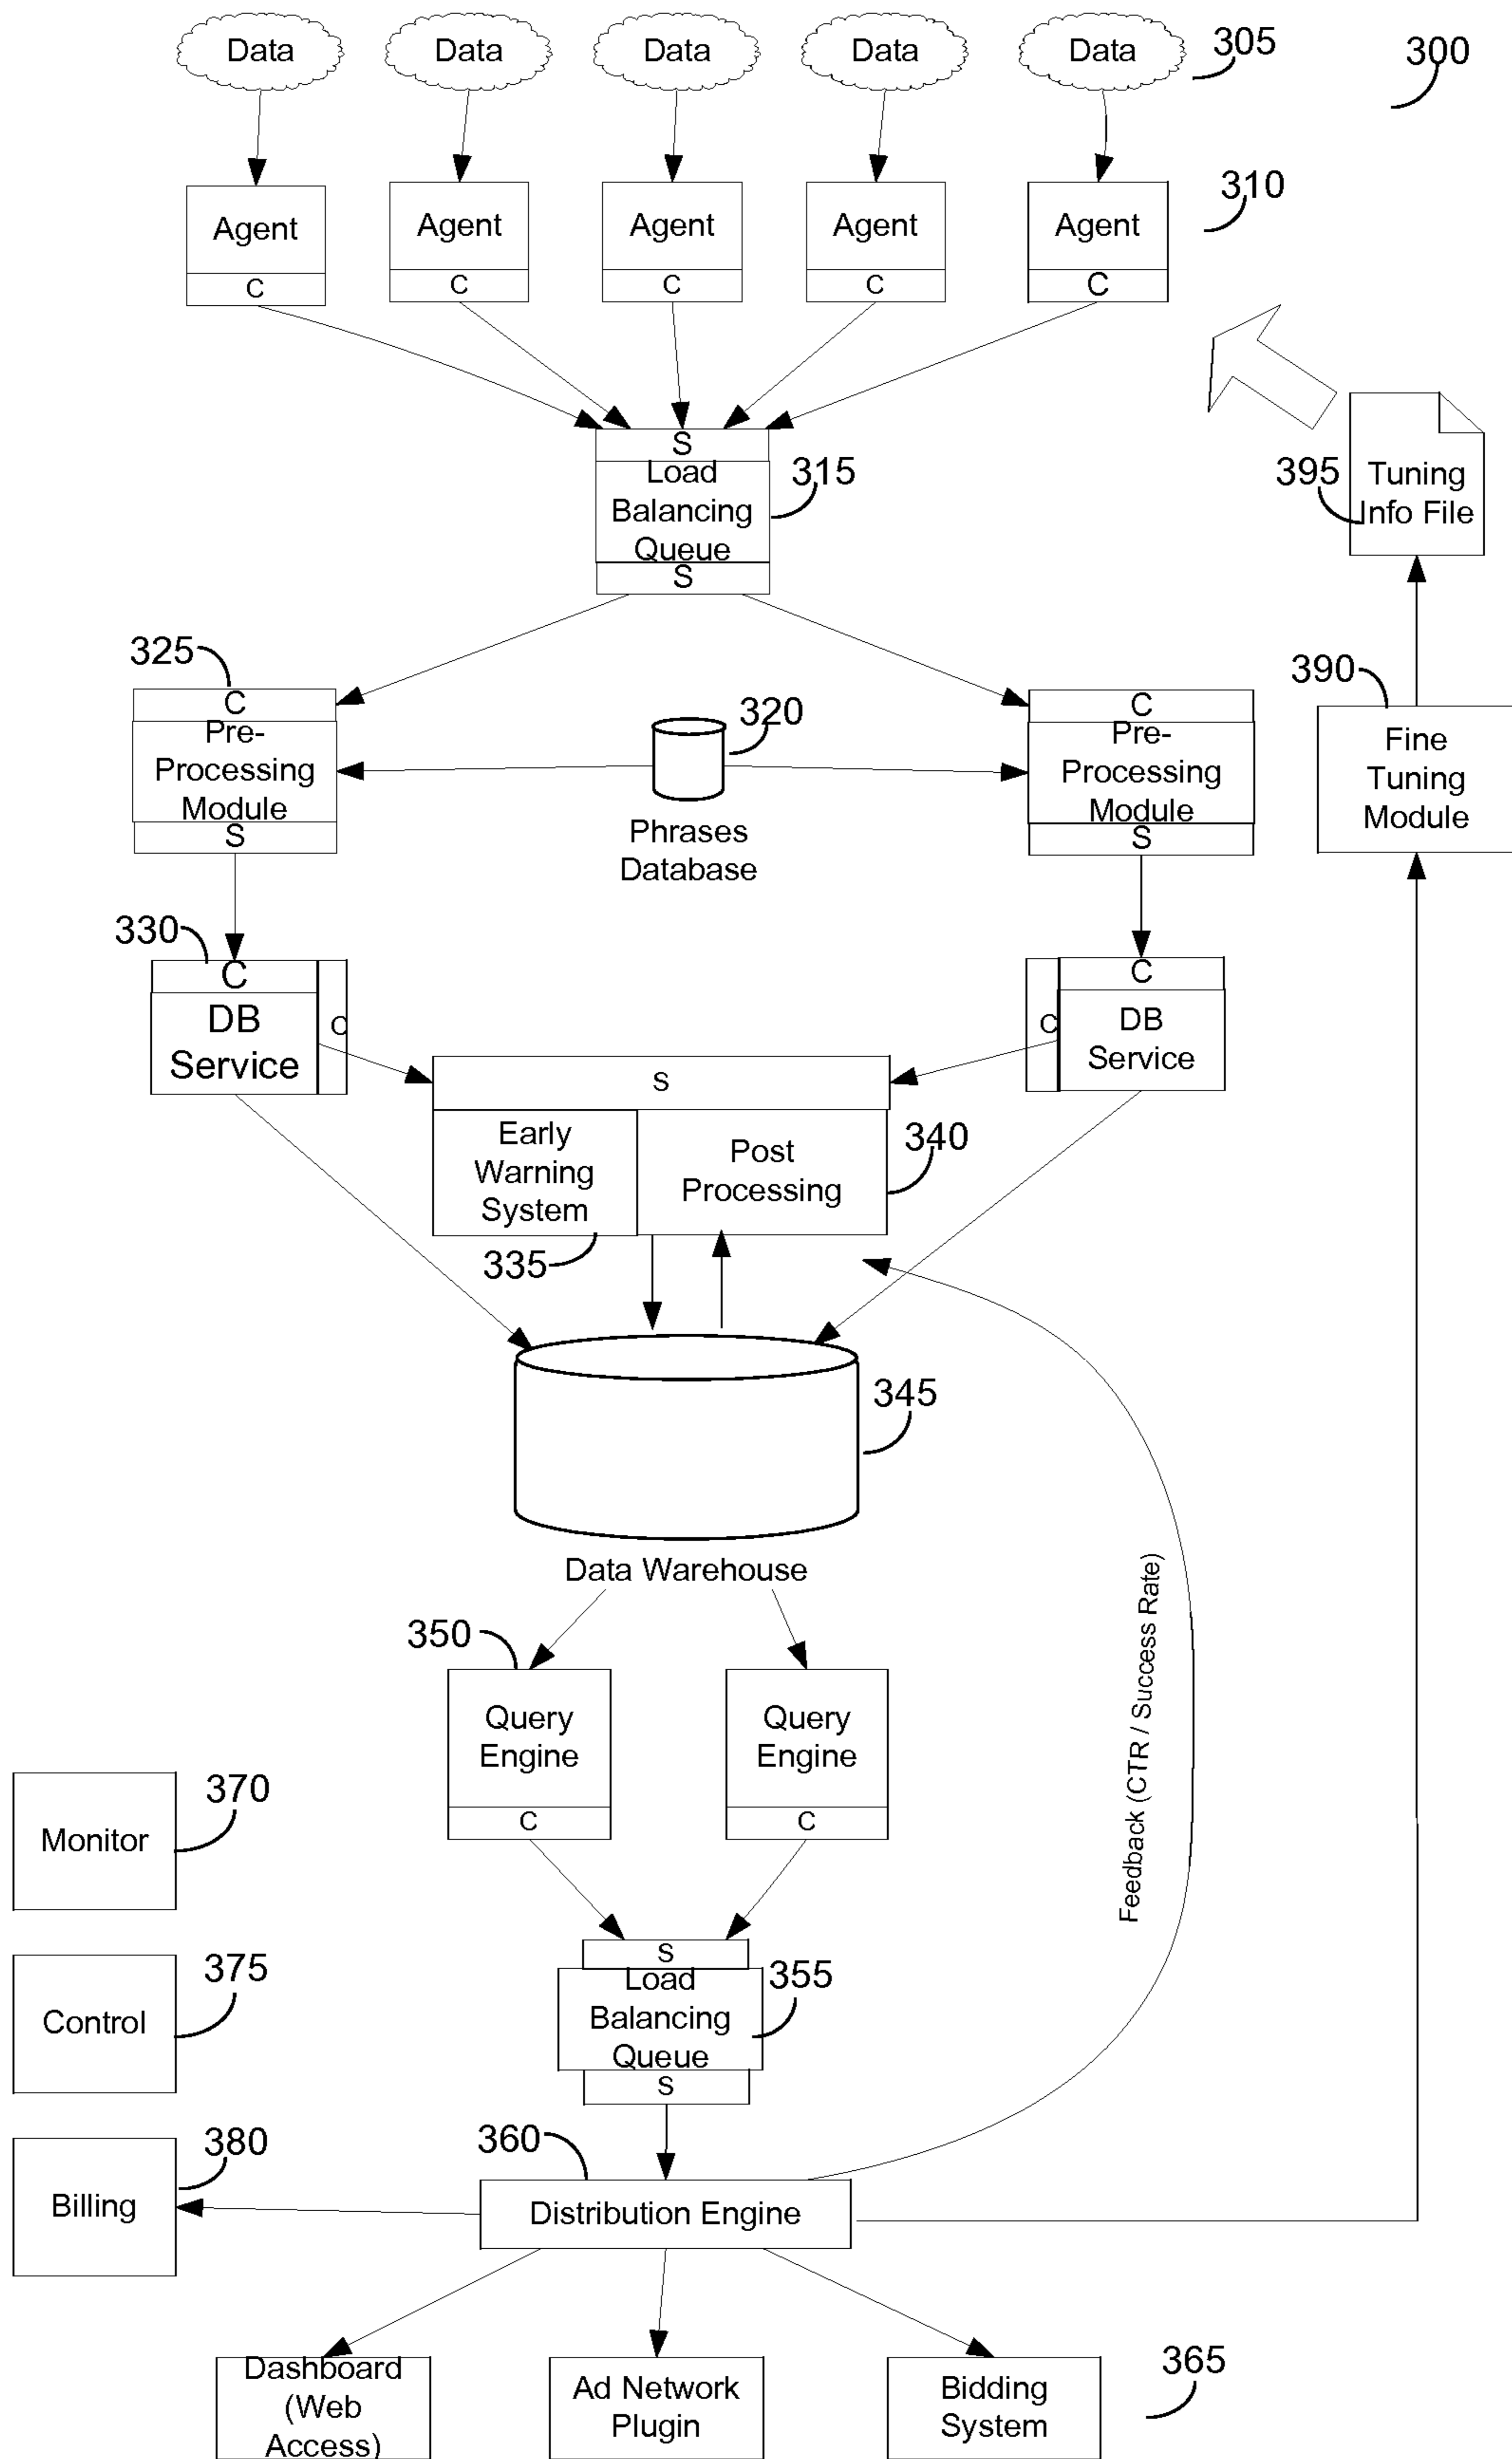 Data Data Data Data Data 305 300
310
Agent Agent Agent Agent Agent
C C C C C
S
Load
Balancing
Queue
S
315
395
Tuning
Info File
325
C
Pre-
Processing
Module
S
320
Phrases
Database
C
Pre-
Processing
Module
S
390
Fine
Tuning
Module
330
C
DB
Service
C
C
C
DB
Service
S
Early
Warning
System
Post
Processing
340
335
345
Data Warehouse
Feedback (CTR / Success Rate)
350
Query
Engine
C
Query
Engine
C
370
Monitor
S
Load
Balancing
Queue
S
355
375
Control
360
380
Billing
Distribution Engine
Dashboard
(Web
Access)
Ad Network
Plugin
Bidding
System
365